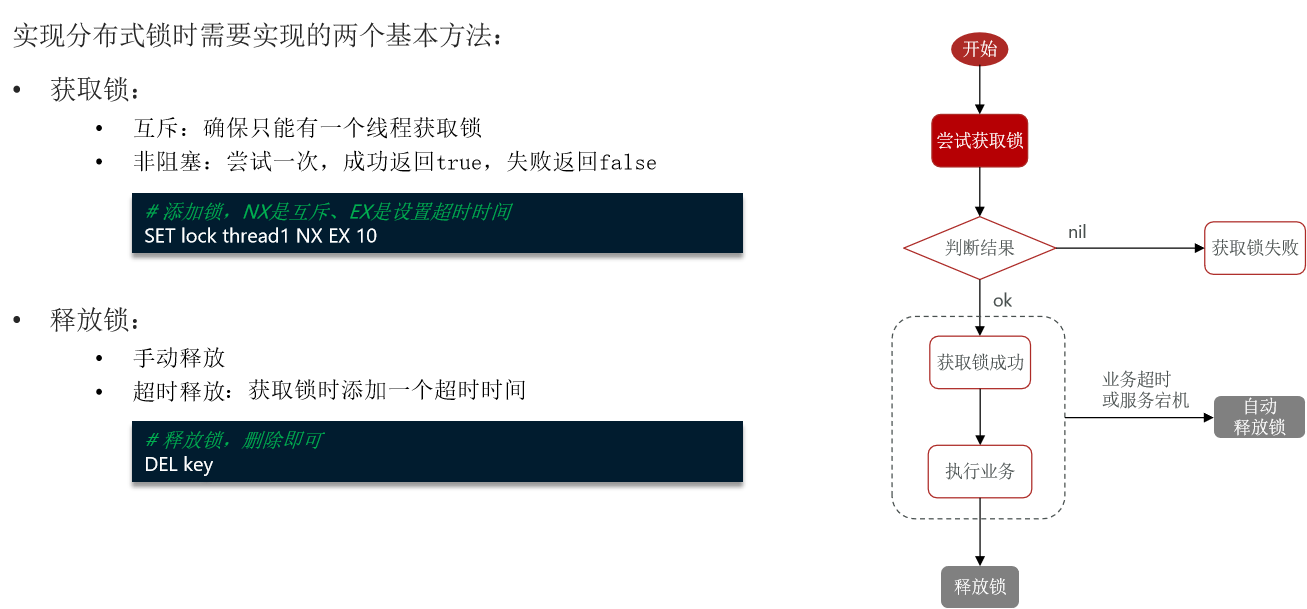 实现分布式锁时需要实现的两个基本方法：
• 获取锁：
• 互斥：确保只能有一个线程获取锁
• 非阻塞：尝试一次，成功返回true，失败返回false
# 添加锁，NX是互斥、EX是设置超时时间
SET lock thread1 NX EX 10
• 释放锁：
• 手动释放
• 超时释放：获取锁时添加一个超时时间
# 释放锁，删除即可
DEL key
开始
尝试获取锁
判断结果
nil
获取锁失败
ok
获取锁成功
执行业务
业务超时
或服务宕机
自动
释放锁
释放锁